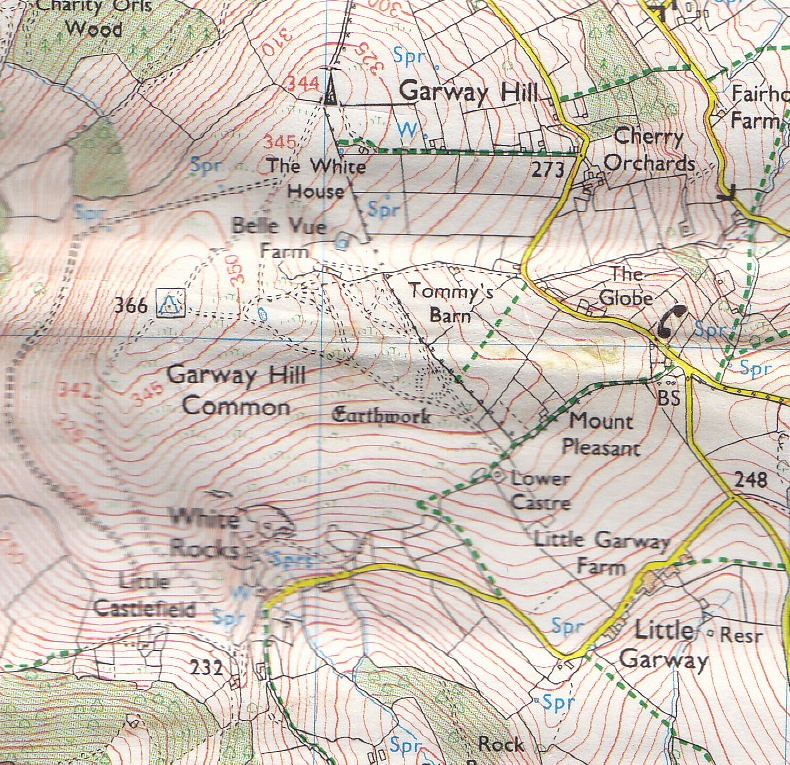 Charity Orls
Wood
310
300
325
Spr
344
Garway Hill
Fairho
Farm
W
Cherry
Orchards
345
The White
House
273
Spr
Spr
Spr
Belle Vue
Farm
350
366
Tommy's
Barn
The
Globe
Spr
Spr
Garway Hill
Common
342
345
Earthwork
BS
Mount
Pleasant
Lower
Castre
248
White
Rocks
Little Garway
Farm
Sprs
Little
Castlefield
W
Spr
Spr
Little
Garway
Resr
232
Spr
Spr
Rock